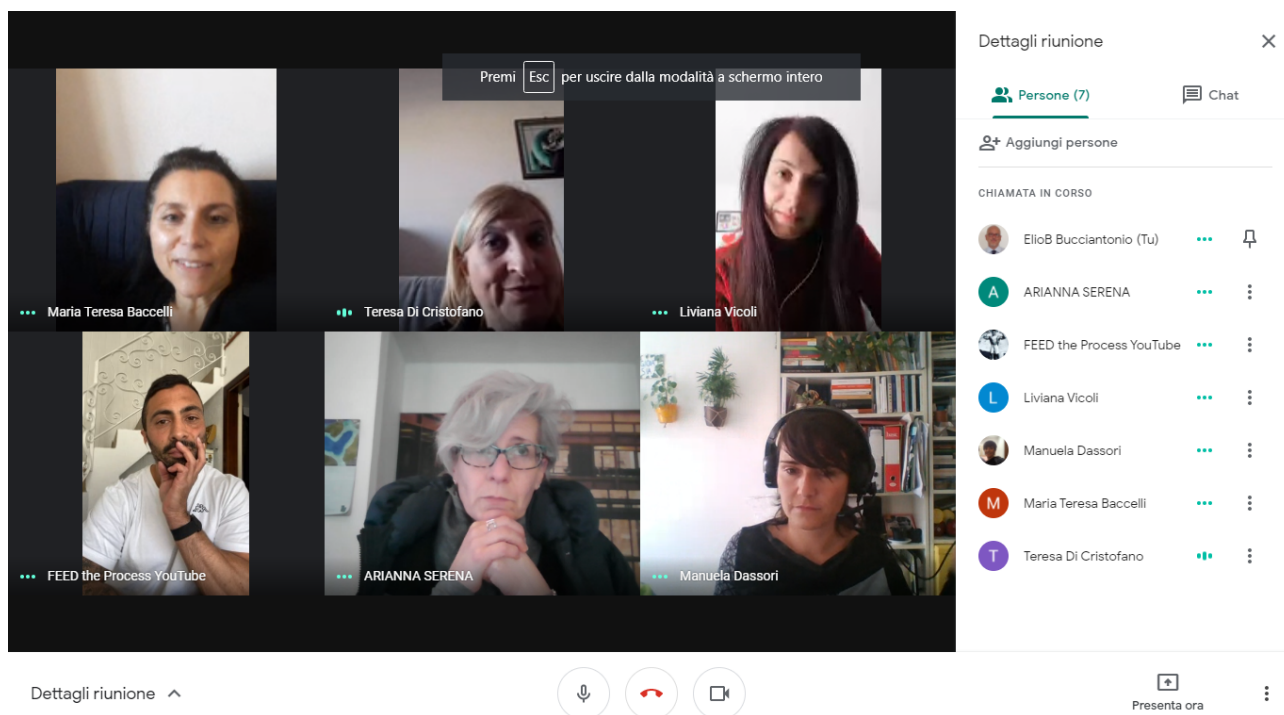 Premi Esc per uscire dalla modalità a schermo intero
Maria Teresa Baccelli
Teresa Di Cristofano
Liviana Vicoli
FEED the Process YouTube
ARIANNA SERENA
Manuela Dassori
Dettagli riunione
Persone (7)
Chat
Aggiungi persone
CHIAMATA IN CORSO
ElioB Bucciantonio (Tu)
A ARIANNA SERENA
FEED the Process YouTube
L Liviana Vicoli
Manuela Dassori
M Maria Teresa Baccelli
T Teresa Di Cristofano
Dettagli riunione
Presenta ora